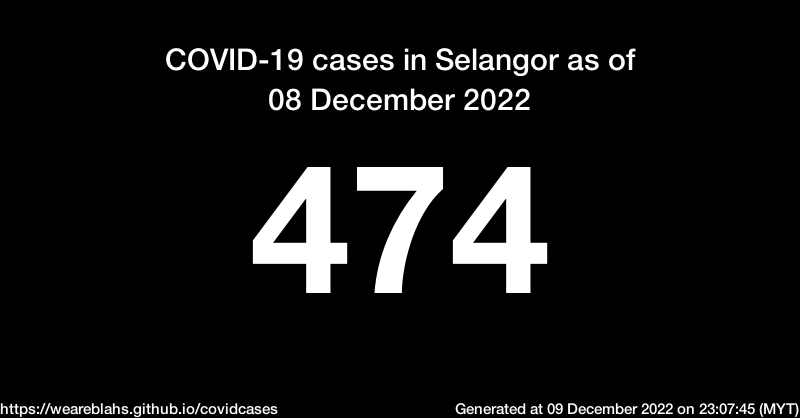 COVID-19 cases in Selangor as of
08 December 2022
474
https://weareblahs.github.io/covidcases
Generated at 09 December 2022 on 23:07:45 (MYT)